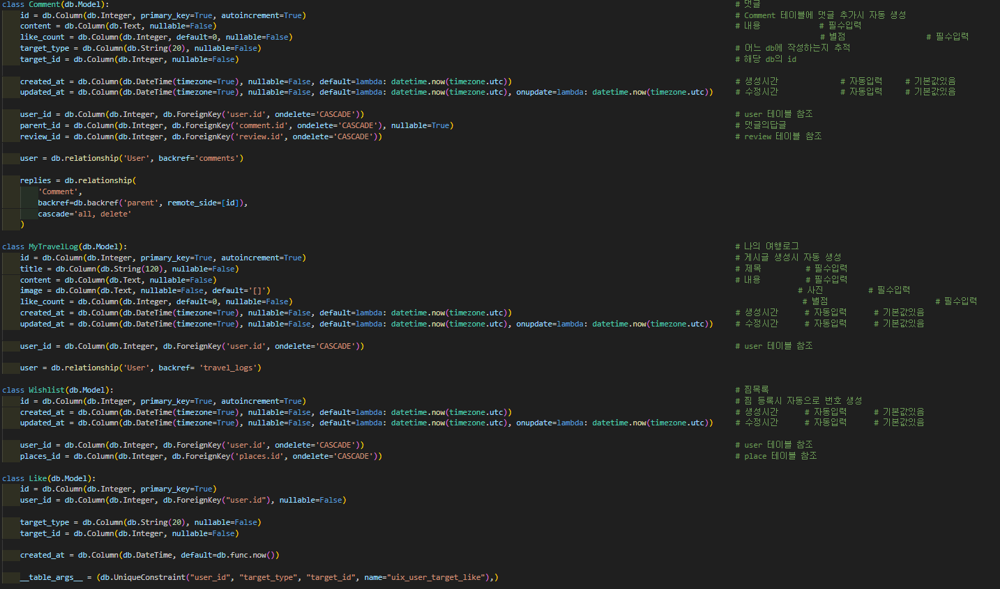 class Comment(db.Model): # 댓글
id = db.Column(db.Integer, primary_key=True, autoincrement=True) # Comment 테이블에 댓글 추가시 자동 생성
content = db.Column(db.Text, nullable=False) # 내용 # 필수입력
like_count = db.Column(db.Integer, default=0, nullable=False) # 별점 # 필수입력
target_type = db.Column(db.String(20), nullable=False) # 어느 db에 작성하는지 추적
target_id = db.Column(db.Integer, nullable=False) # 해당 db의 id
created_at = db.Column(db.DateTime(timezone=True), nullable=False, default=lambda: datetime.now(timezone.utc)) # 생성시간 # 자동입력 # 기본값있음
updated_at = db.Column(db.DateTime(timezone=True), nullable=False, default=lambda: datetime.now(timezone.utc), onupdate=lambda: datetime.now(timezone.utc)) # 수정시간 # 자동입력 # 기본값있음
user_id = db.Column(db.Integer, db.ForeignKey('user.id', ondelete='CASCADE')) # user 테이블 참조
parent_id = db.Column(db.Integer, db.ForeignKey('comment.id', ondelete='CASCADE'), nullable=True) # 댓글의답글
review_id = db.Column(db.Integer, db.ForeignKey('review.id', ondelete='CASCADE')) # review 테이블 참조
user = db.relationship('User', backref='comments')
replies = db.relationship(
'Comment',
backref=db.backref('parent', remote_side=[id]),
cascade='all, delete'
)
class MyTravelLog(db.Model): # 나의 여행로그
id = db.Column(db.Integer, primary_key=True, autoincrement=True) # 게시글 생성시 자동 생성
title = db.Column(db.String(120), nullable=False) # 제목 # 필수입력
content = db.Column(db.Text, nullable=False) # 내용 # 필수입력
image = db.Column(db.Text, nullable=False, default='[]') # 사진 # 필수입력
like_count = db.Column(db.Integer, default=0, nullable=False) # 별점 # 필수입력
created_at = db.Column(db.DateTime(timezone=True), nullable=False, default=lambda: datetime.now(timezone.utc)) # 생성시간 # 자동입력 # 기본값있음
updated_at = db.Column(db.DateTime(timezone=True), nullable=False, default=lambda: datetime.now(timezone.utc), onupdate=lambda: datetime.now(timezone.utc)) # 수정시간 # 자동입력 # 기본값있음
user_id = db.Column(db.Integer, db.ForeignKey('user.id', ondelete='CASCADE')) # user 테이블 참조
user = db.relationship('User', backref= 'travel_logs')
class Wishlist(db.Model): # 찜목록
id = db.Column(db.Integer, primary_key=True, autoincrement=True) # 찜 등록시 자동으로 번호 생성
created_at = db.Column(db.DateTime(timezone=True), nullable=False, default=lambda: datetime.now(timezone.utc)) # 생성시간 # 자동입력 # 기본값있음
updated_at = db.Column(db.DateTime(timezone=True), nullable=False, default=lambda: datetime.now(timezone.utc), onupdate=lambda: datetime.now(timezone.utc)) # 수정시간 # 자동입력 # 기본값있음
user_id = db.Column(db.Integer, db.ForeignKey('user.id', ondelete='CASCADE')) # user 테이블 참조
places_id = db.Column(db.Integer, db.ForeignKey('places.id', ondelete='CASCADE')) # place 테이블 참조
class Like(db.Model):
id = db.Column(db.Integer, primary_key=True)
user_id = db.Column(db.Integer, db.ForeignKey("user.id"), nullable=False)
target_type = db.Column(db.String(20), nullable=False)
target_id = db.Column(db.Integer, nullable=False)
created_at = db.Column(db.DateTime, default=db.func.now())
__table_args__ = (db.UniqueConstraint("user_id", "target_type", "target_id", name="uix_user_target_like"),)